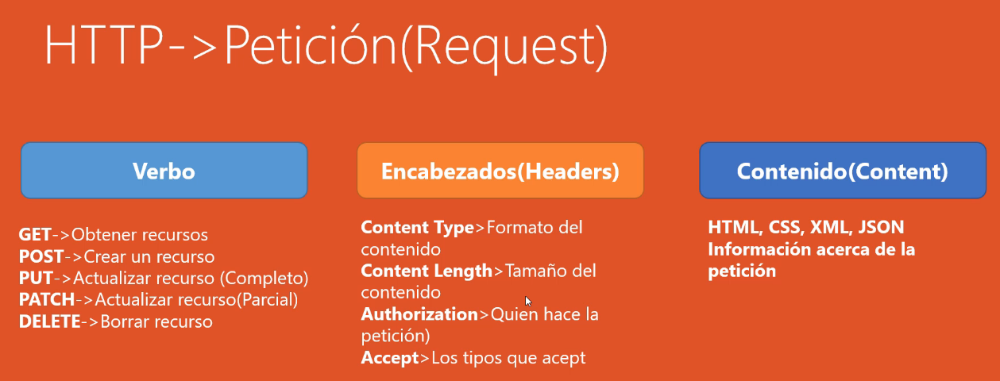 HTTP->Petición(Request)
Verbo
GET->Obtener recursos
POST->Crear un recurso
PUT->Actualizar recurso (Completo)
PATCH->Actualizar recurso(Parcial)
DELETE->Borrar recurso
Encabezados(Headers)
Content Type>Formato del
contenido
Content Length>Tamaño del
contenido
Authorization>Quien hace la
petición)
Accept>Los tipos que acept
Contenido(Content)
HTML, CSS, XML, JSON
Información acerca de la
petición